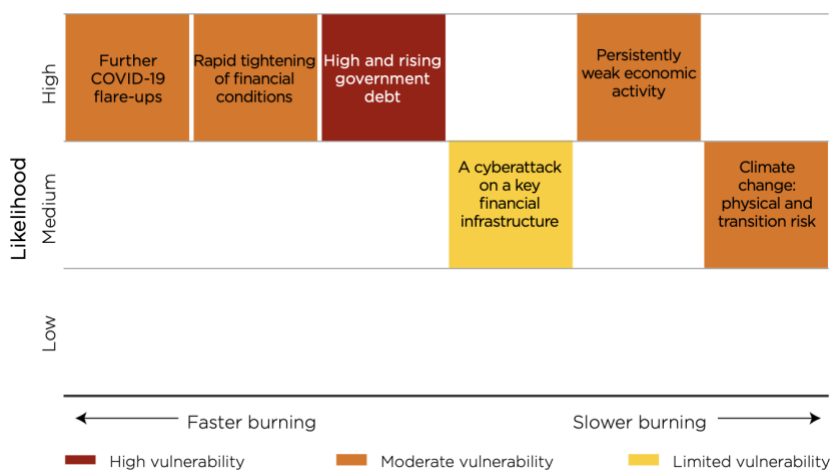 Further
COVID-19
flare-ups
Rapid tightening
of financial
conditions
High and rising
government
debt
Persistently
weak economic
activity
A cyberattack
on a key
financial
infrastructure
Climate
change:
physical and
transition risk
Likelihood
High
Medium
Low
Faster burning
Slower burning
High vulnerability
Moderate vulnerability
Limited vulnerability